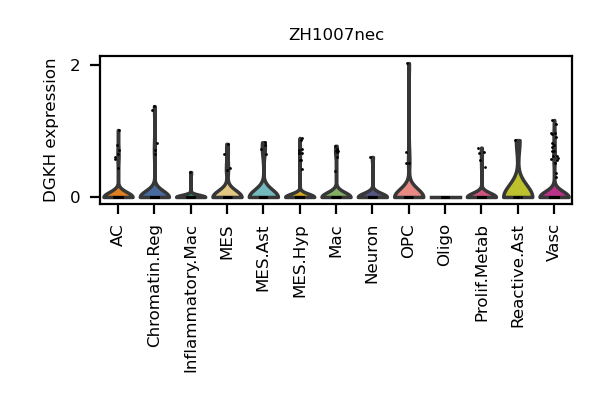 ZH1007nec
DGKH expression
2
0
AC
Chromatin.Reg
Inflammatory.Mac
MES
MES.Ast
MES.Hyp
Mac
Neuron
OPC
Oligo
Prolif.Metab
Reactive.Ast
Vasc